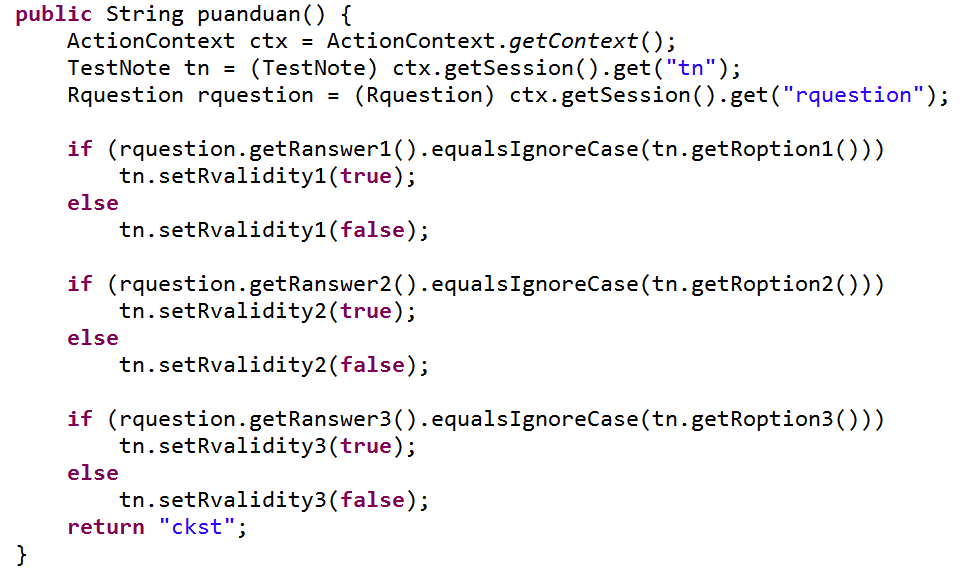 public String puanduan() {
    ActionContext ctx = ActionContext.getContext();
    TestNote tn = (TestNote) ctx.getSession().get("tn");
    Rquestion rquestion = (Rquestion) ctx.getSession().get("rquestion");

    if (rquestion.getRanswer1().equalsIgnoreCase(tn.getRoption1()))
        tn.setRvalidity1(true);
    else
        tn.setRvalidity1(false);

    if (rquestion.getRanswer2().equalsIgnoreCase(tn.getRoption2()))
        tn.setRvalidity2(true);
    else
        tn.setRvalidity2(false);

    if (rquestion.getRanswer3().equalsIgnoreCase(tn.getRoption3()))
        tn.setRvalidity3(true);
    else
        tn.setRvalidity3(false);
    return "ckst";
}